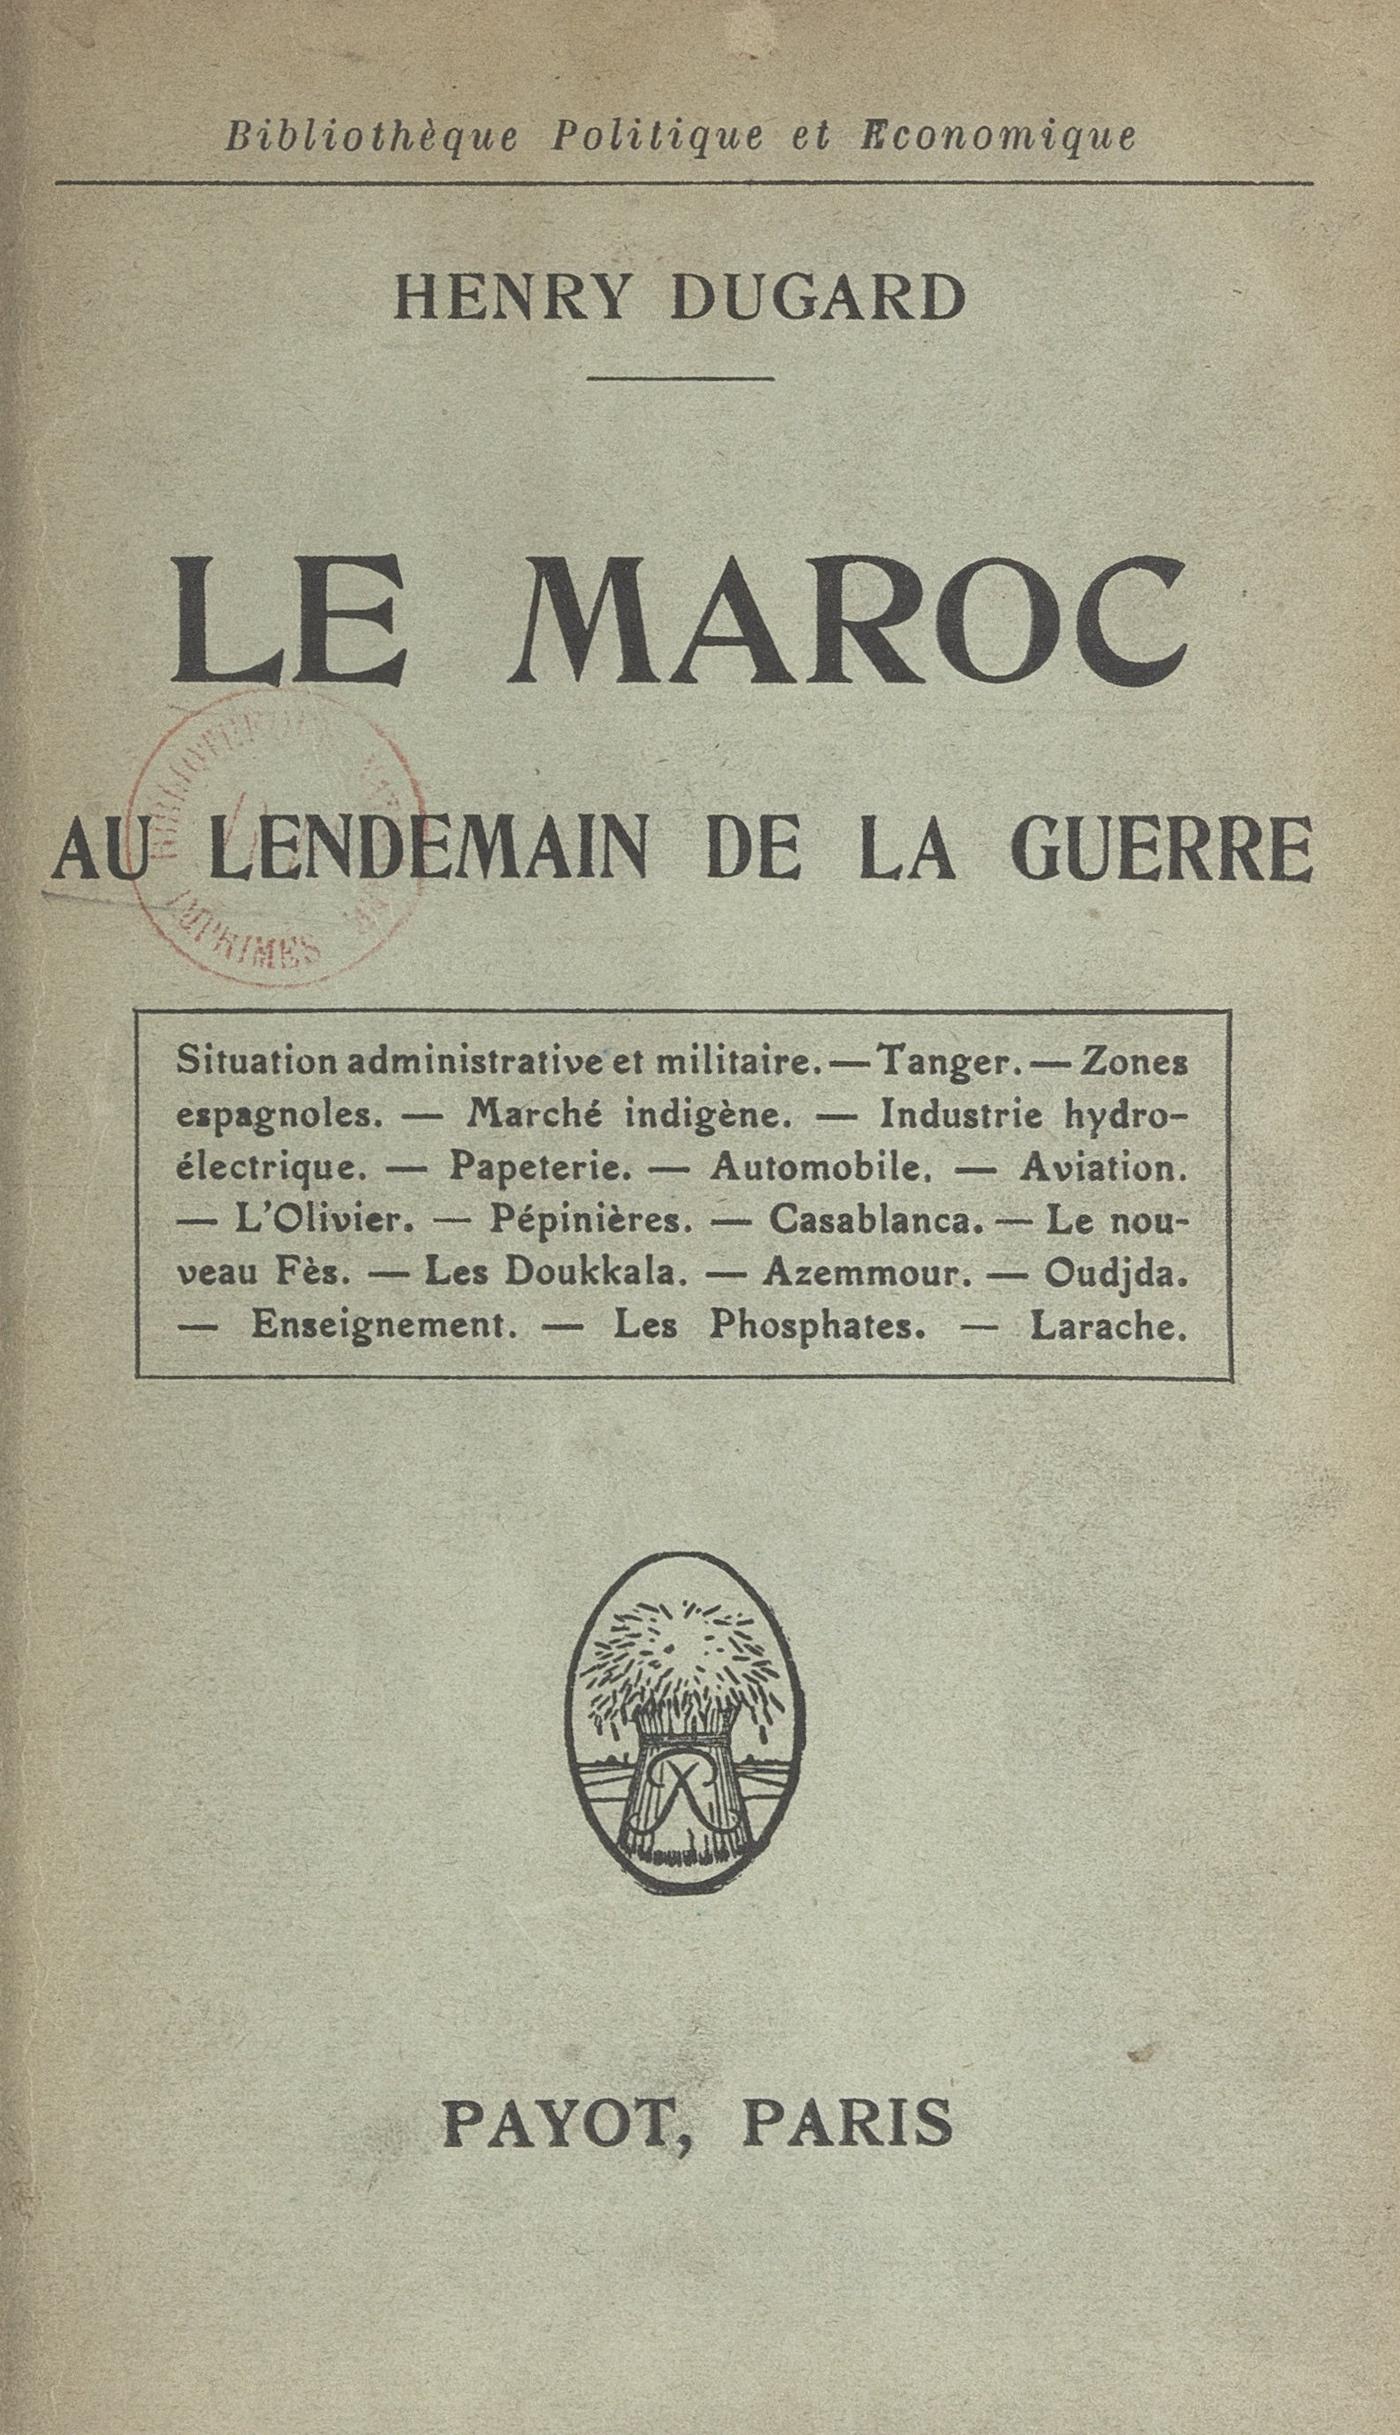 Bibliothèque Politique et Economique
HENRY DUGARD
LE MAROC
AU LENDEMAIN DE LA GUERRE
IMPRIMÉS
Situation administrative et militaire. — Tanger. — Zones
espagnoles. — Marché indigène. — Industrie hydro-
électrique. — Papeterie. — Automobile. — Aviation.
— L'Olivier. — Pépinières. — Casablanca. — Le nou-
veau Fès. — Les Doukkala. — Azemmour. — Oudjda.
— Enseignement. — Les Phosphates. — Larache.
PAYOT, PARIS